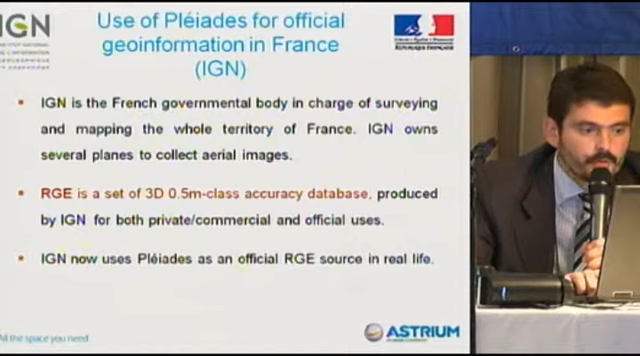 IGN
Use of Pléiades for official
geoinformation in France
(IGN)
RÉPUBLIQUE FRANÇAISE
IGN is the French governmental body in charge of surveying
and mapping the whole territory of France. IGN owns
several planes to collect aerial images.
RGE is a set of 3D 0.5m-class accuracy database, produced
by IGN for both private/commercial and official uses.
IGN now uses Pléiades as an official RGE source in real life.
All the space you need
ASTRIUM